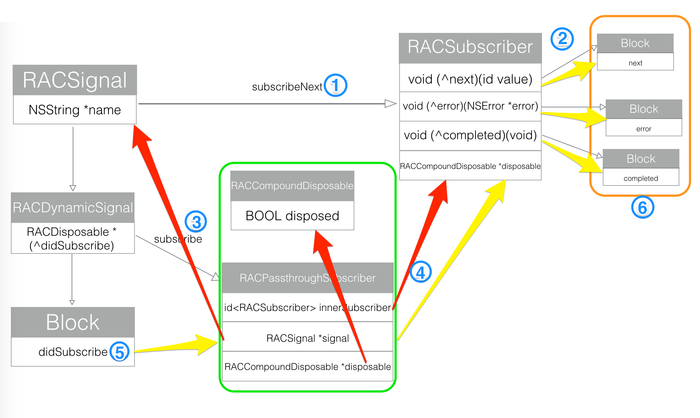 RACSignal
NSString *name
subscribeNext
①
RACSubscriber
void (^next)(id value)
void (^error)(NSError *error)
void (^completed)(void)
RACCompoundDisposable *disposable
②
Block
next
Block
error
Block
completed
⑥
RACDynamicSignal
RACDisposable *
(^didSubscribe)
③
subscribe
RACCompoundDisposable
BOOL disposed
④
RACPassthroughSubscriber
id<RACSubscriber> innerSubscriber
RACSignal *signal
RACCompoundDisposable *disposable
Block
didSubscribe ⑤